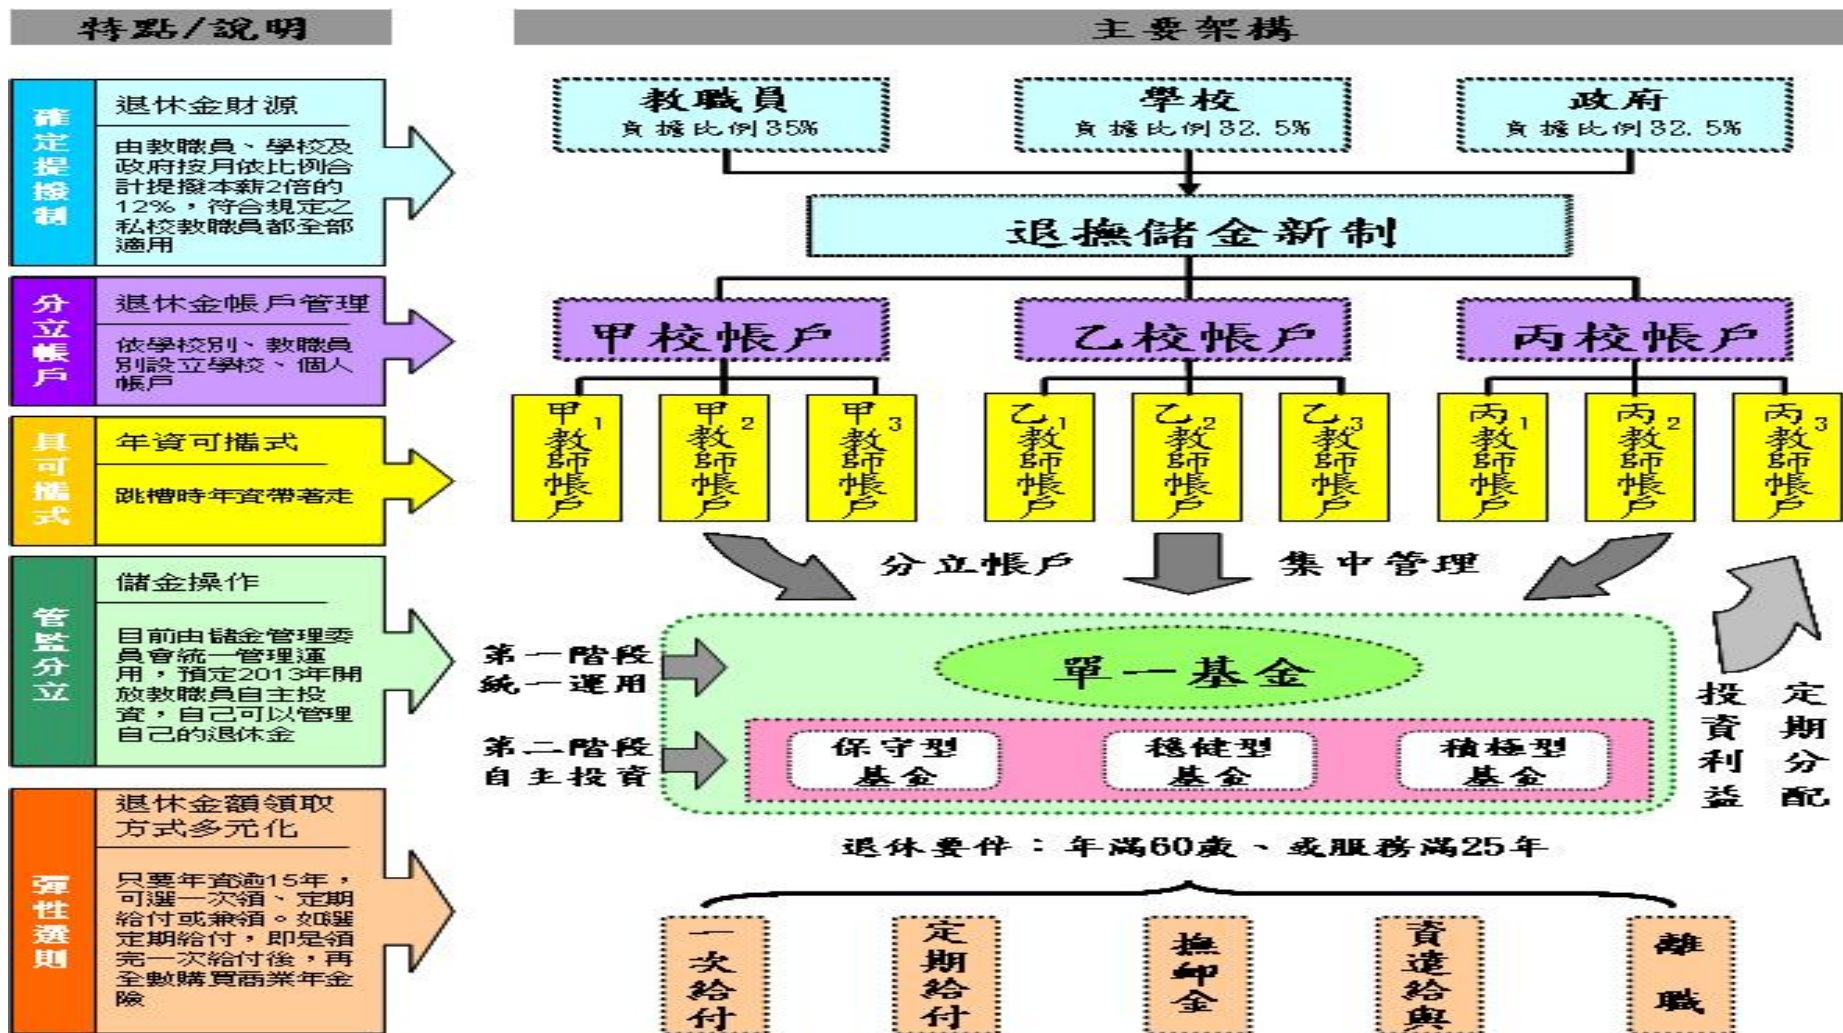 特點/說明
主要架構
確定提撥制
退休金財源
由教職員、學校及
政府按月依比例合
計提撥本薪2倍的
12%，符合規定之
私校教職員都全部
適用
教職員
負擔比例35%
學校
負擔比例32.5%
政府
負擔比例32.5%
退撫儲金新制
分立帳戶
退休金帳戶管理
依學校別、教職員
別設立學校、個人
帳戶
甲校帳戶
乙校帳戶
丙校帳戶
具可攜式
年資可攜式
跳槽時年資帶著走
甲1教師帳戶
甲2教師帳戶
甲3教師帳戶
乙1教師帳戶
乙2教師帳戶
乙3教師帳戶
丙1教師帳戶
丙2教師帳戶
丙3教師帳戶
分立帳戶
集中管理
管監分立
儲金操作
目前由儲金管理委
員會統一管理運
用，預定2013年開
放教職員自主投
資，自己可以管理
自己的退休金
第一階段
統一運用
單一基金
第二階段
自主投資
保守型
基金
穩健型
基金
積極型
基金
投資利益
定期分配
彈性選則
退休金額領取
方式多元化
只要年資逾15年，
可選一次領、定期
給付或兼領。如選
定期給付，即是領
完一次給付後，再
全數購買商業年金
險
退休要件：年滿60歲、或服務滿25年
一次給付
定期給付
撫卹金
資遣給與
離職